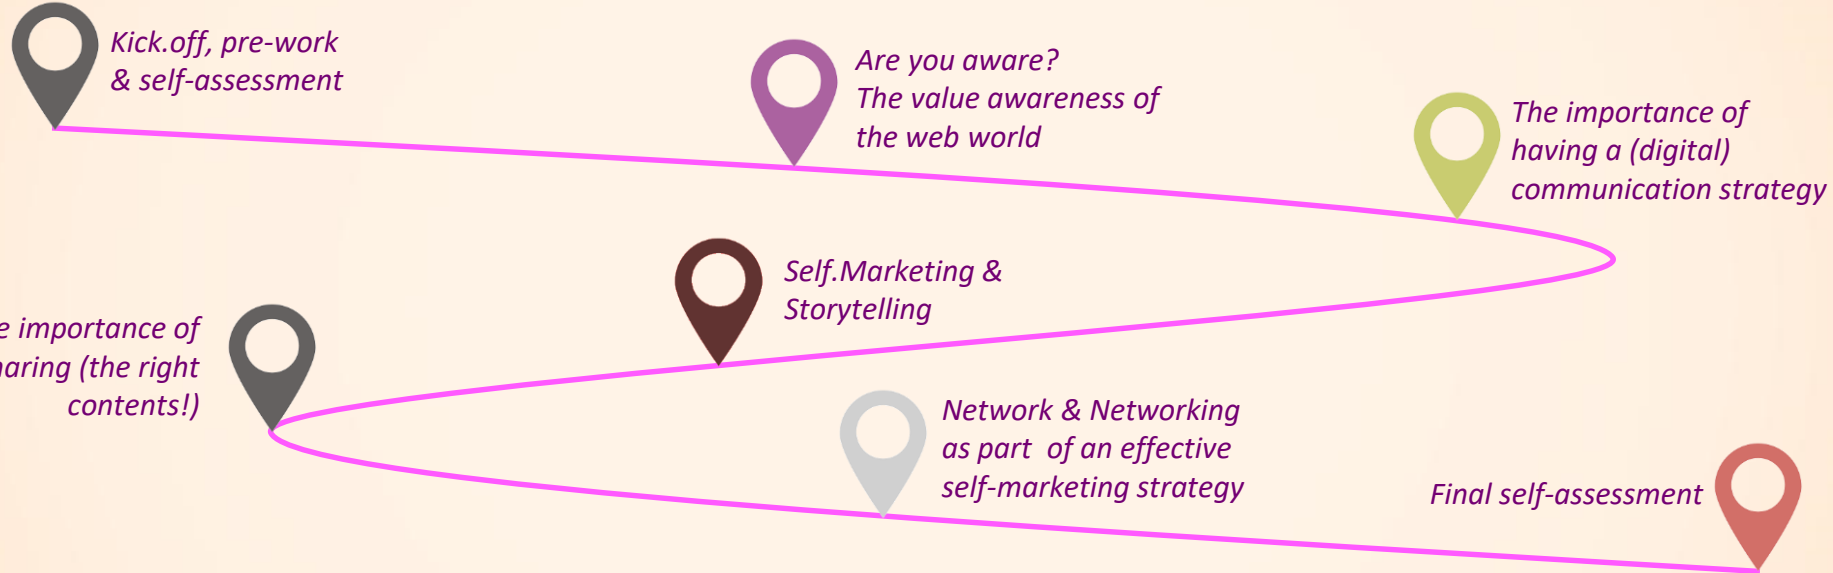 Kick.off, pre-work
& self-assessment
Are you aware?
The value awareness of
the web world
The importance of
having a (digital)
communication strategy
Self.Marketing &
Storytelling
importance of
(the right
contents!)
Network & Networking
as part  of an effective
self-marketing strategy
Final self-assessment